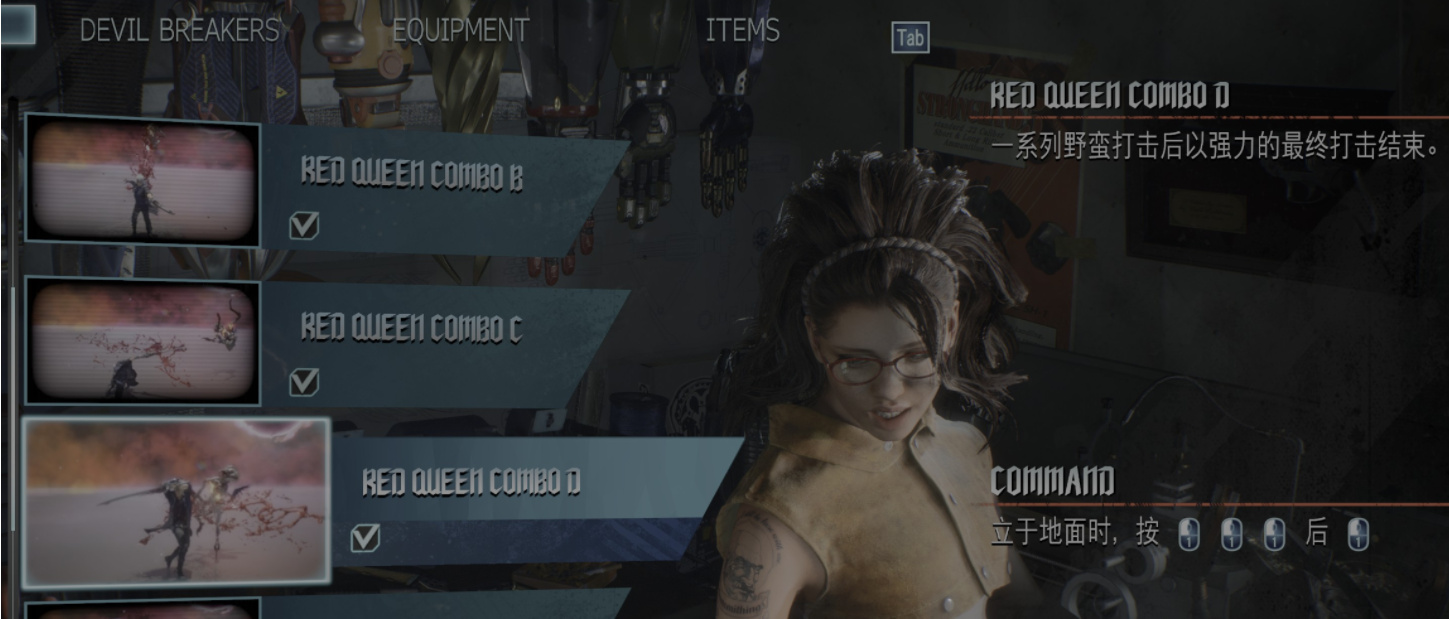 DEVIL BREAKERS
EQUIPMENT
ITEMS
Tab
RED QUEEN COMBO B
RED QUEEN COMBO C
RED QUEEN COMBO D
RED QUEEN COMBO D
一系列野蛮打击后以强力的最终打击结束。
COMMAND
立于地面时, 按 后